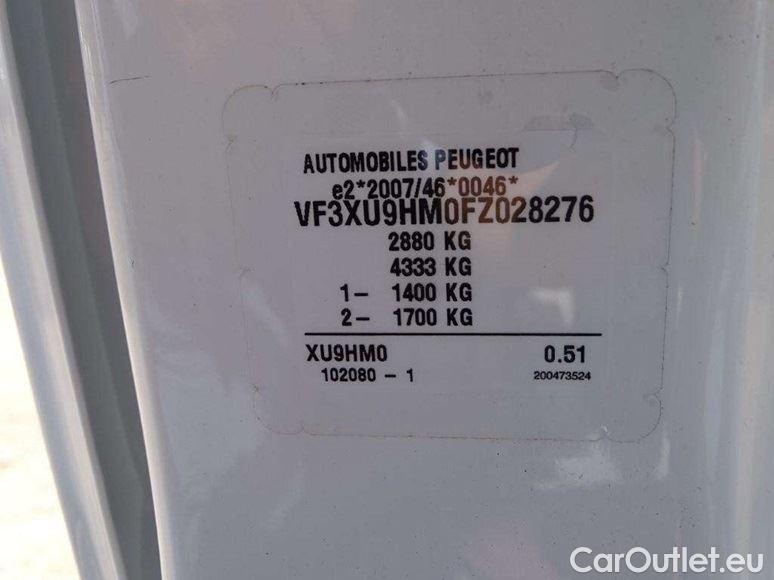 AUTOMOBILES PEUGEOT
e2*2007/46*0046*
VF3XU9HM0FZ028276
2880 KG
4333 KG
1- 1400 KG
2- 1700 KG
XU9HM0 0.51
102080 - 1 200473524
CarOutlet.eu